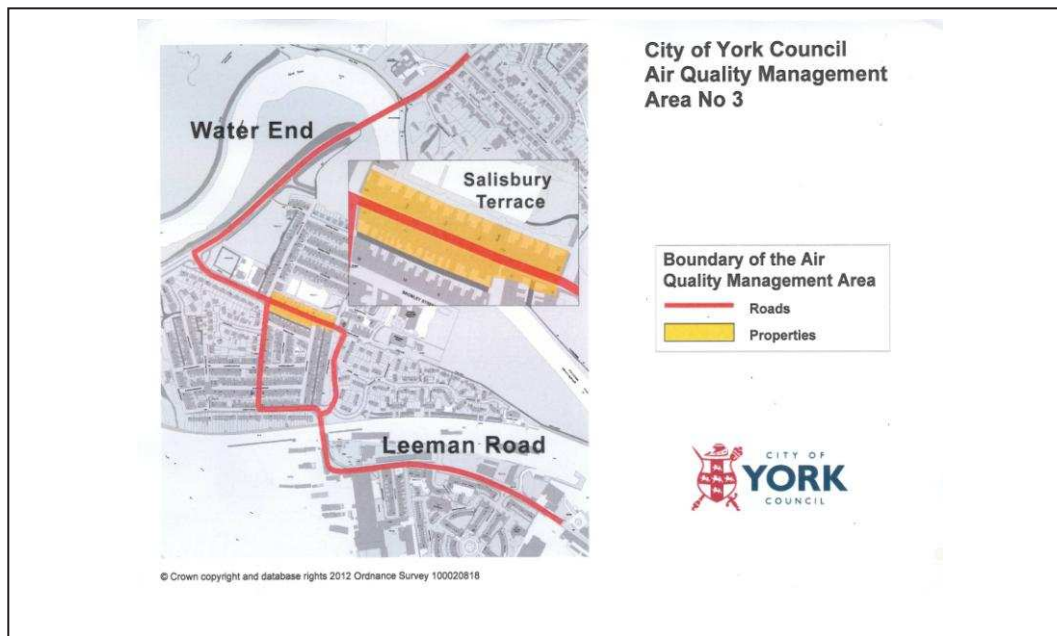 City of York Council
Air Quality Management
Area No 3
Water End
Salisbury
Terrace
Leeman Road
Boundary of the Air
Quality Management Area
Roads
Properties
CITY OF
YORK
COUNCIL
© Crown copyright and database rights 2012 Ordnance Survey 100020818